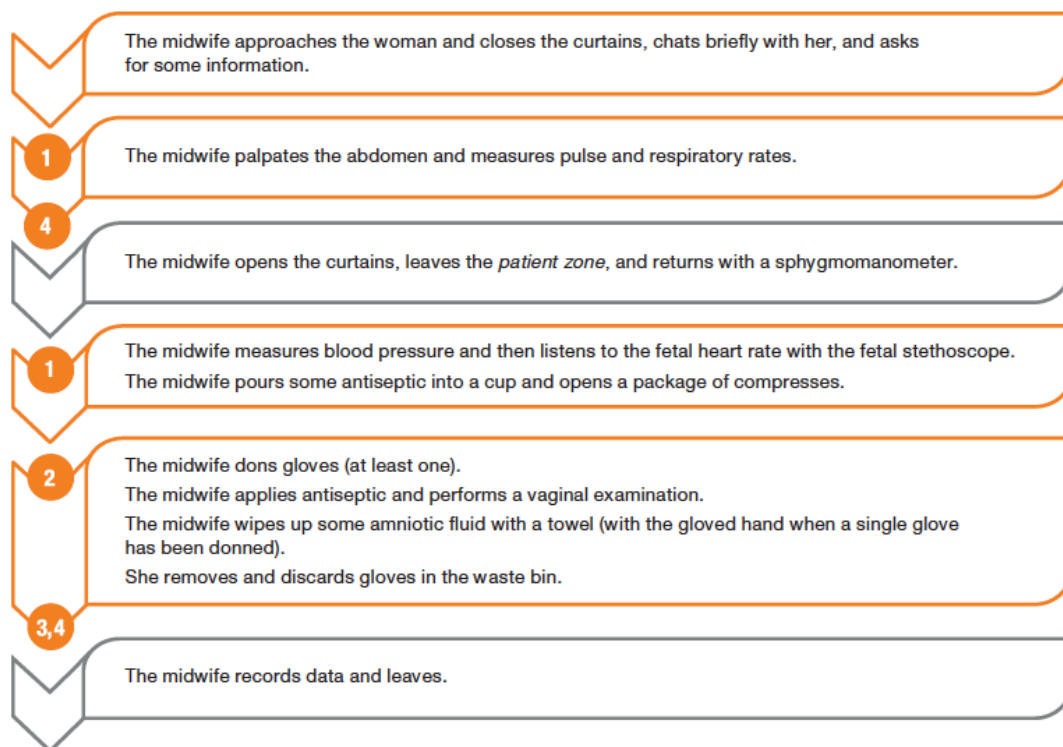 The midwife approaches the woman and closes the curtains, chats briefly with her, and asks
for some information.
1
The midwife palpates the abdomen and measures pulse and respiratory rates.
4
The midwife opens the curtains, leaves the patient zone, and returns with a sphygmomanometer.
1
The midwife measures blood pressure and then listens to the fetal heart rate with the fetal stethoscope.
The midwife pours some antiseptic into a cup and opens a package of compresses.
2
The midwife dons gloves (at least one).
The midwife applies antiseptic and performs a vaginal examination.
The midwife wipes up some amniotic fluid with a towel (with the gloved hand when a single glove
has been donned).
She removes and discards gloves in the waste bin.
3,4
The midwife records data and leaves.